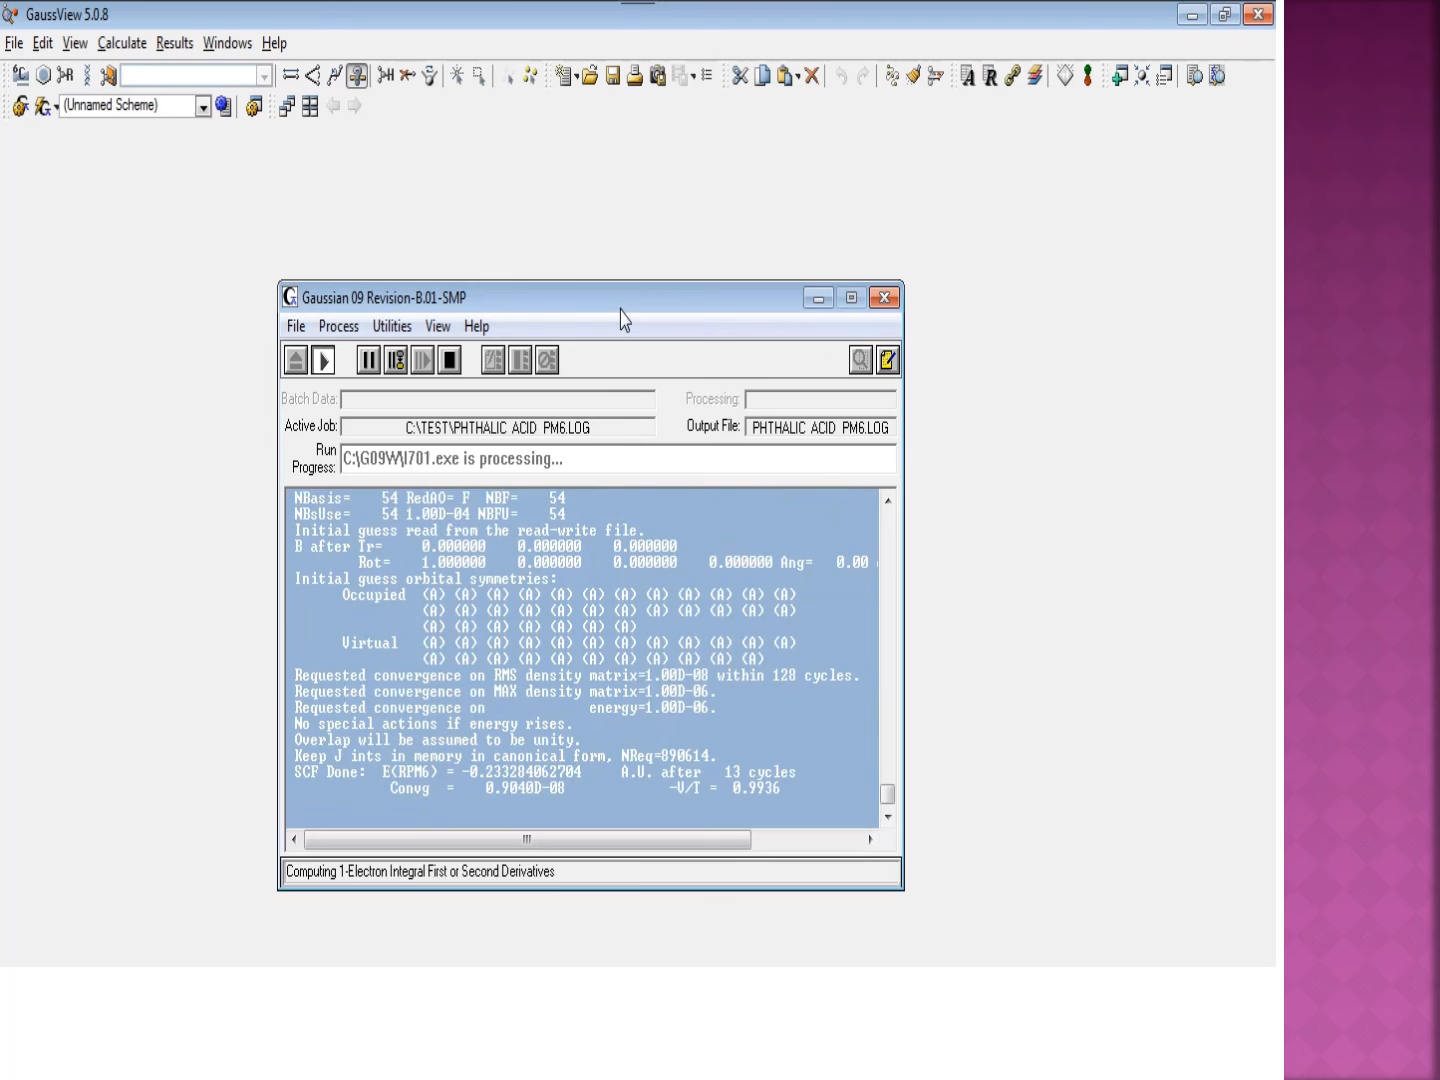 GaussView 5.0.8
File Edit View Calculate Results Windows Help
(Unnamed Scheme)
Gaussian 09 Revision-B.01-SMP
File Process Utilities View Help
Batch Data: Processing:
Active Job: C:\TEST\PHTHALIC ACID PM6.LOG Output File: PHTHALIC ACID PM6.LOG
Run Progress: C:\G09W\l701.exe is processing...
NBasis= 54 RedAO= F NBF= 54
NBsUse= 54 1.00D-04 NBFU= 54
Initial guess read from the read-write file.
B after Tr= 0.000000 0.000000 0.000000
Rot= 1.000000 0.000000 0.000000 0.000000 Ang= 0.00
Initial guess orbital symmetries:
Occupied (A) (A) (A) (A) (A) (A) (A) (A) (A) (A) (A) (A)
(A) (A) (A) (A) (A) (A) (A) (A) (A) (A) (A) (A)
(A) (A) (A) (A) (A) (A) (A)
Virtual (A) (A) (A) (A) (A) (A) (A) (A) (A) (A) (A) (A)
(A) (A) (A) (A) (A) (A) (A) (A) (A) (A) (A)
Requested convergence on RMS density matrix=1.00D-08 within 128 cycles.
Requested convergence on MAX density matrix=1.00D-06.
Requested convergence on energy=1.00D-06.
No special actions if energy rises.
Overlap will be assumed to be unity.
Keep J ints in memory in canonical form, NReq=890614.
SCF Done: E(RPM6) = -0.233284062704 A.U. after 13 cycles
Convg = 0.9040D-08 -V/T = 0.9936
Computing 1-Electron Integral First or Second Derivatives